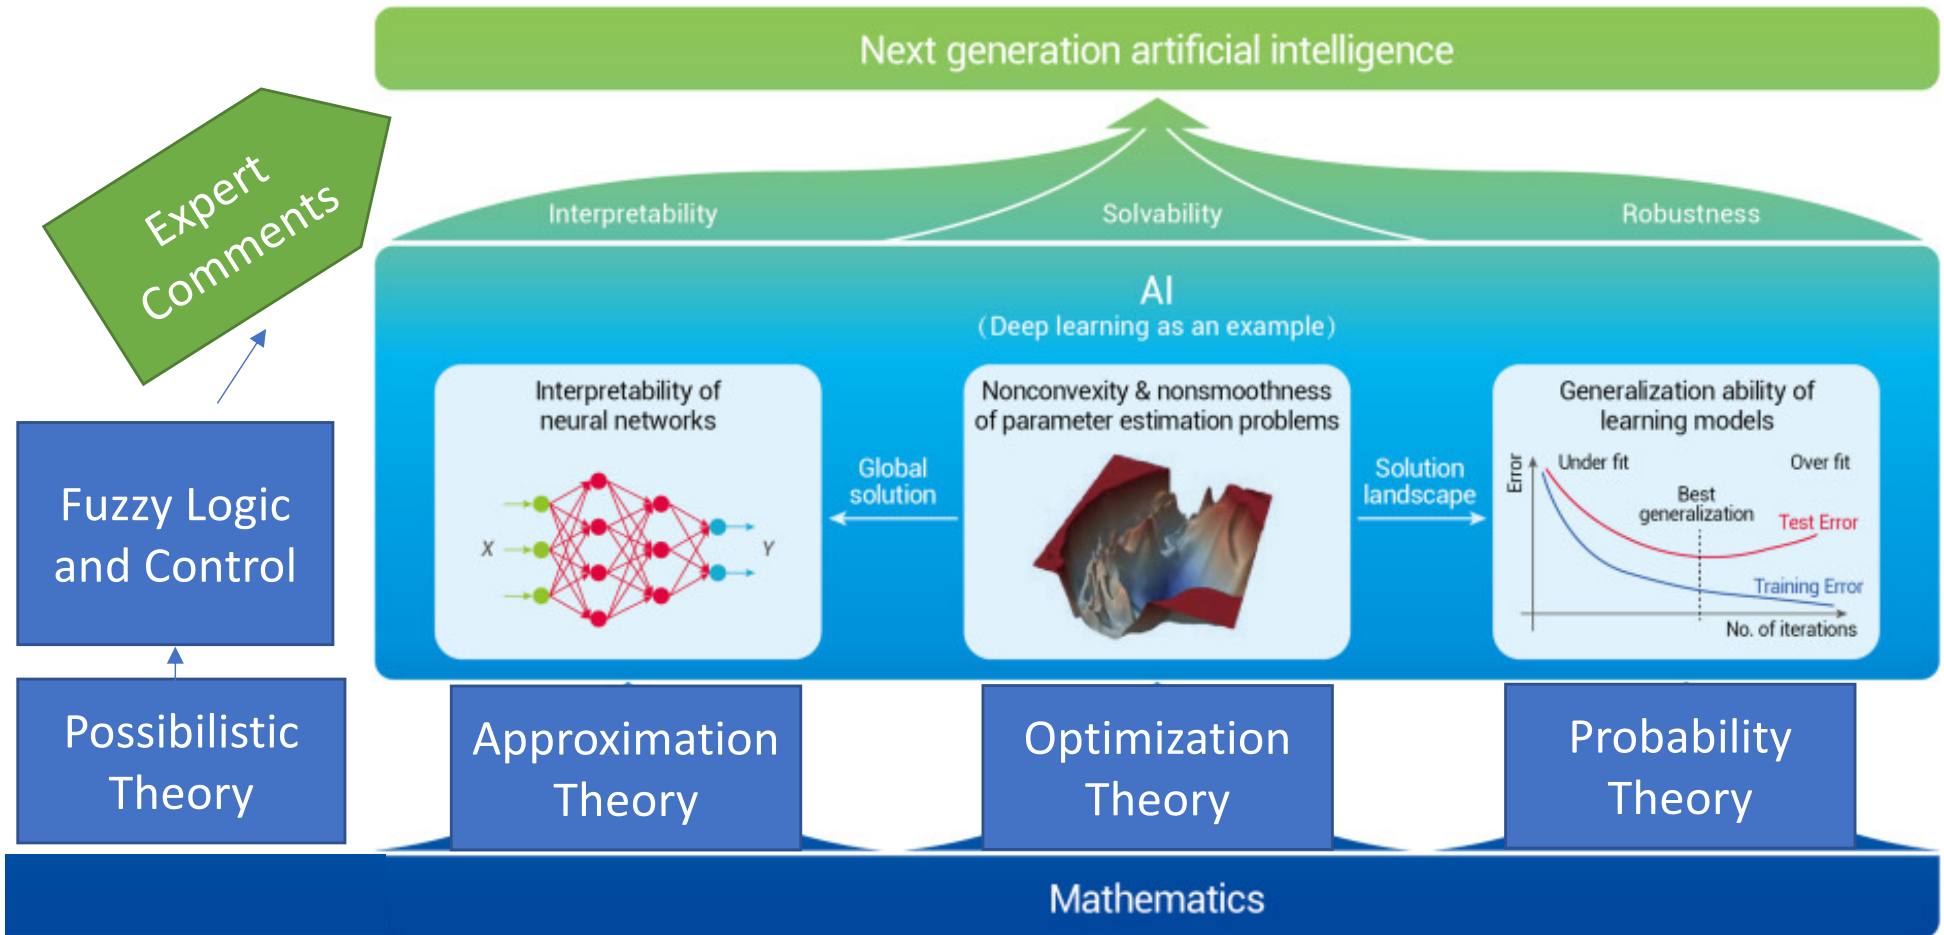 Next generation artificial intelligence
Expert
Comments
Interpretability
Solvability
Robustness
AI
(Deep learning as an example)
Interpretability of
neural networks
X
Y
Global
solution
Nonconvexity & nonsmoothness
of parameter estimation problems
Solution
landscape
Generalization ability of
learning models
Error
Under fit
Over fit
Best
generalization
Test Error
Training Error
No. of iterations
Fuzzy Logic
and Control
Possibilistic
Theory
Approximation
Theory
Optimization
Theory
Probability
Theory
Mathematics